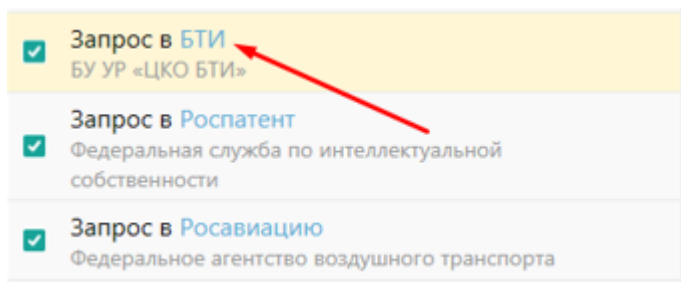 Запрос в БТИ
БУ УР «ЦКО БТИ»
Запрос в Роспатент
Федеральная служба по интеллектуальной
собственности
Запрос в Росавиацию
Федеральное агентство воздушного транспорта